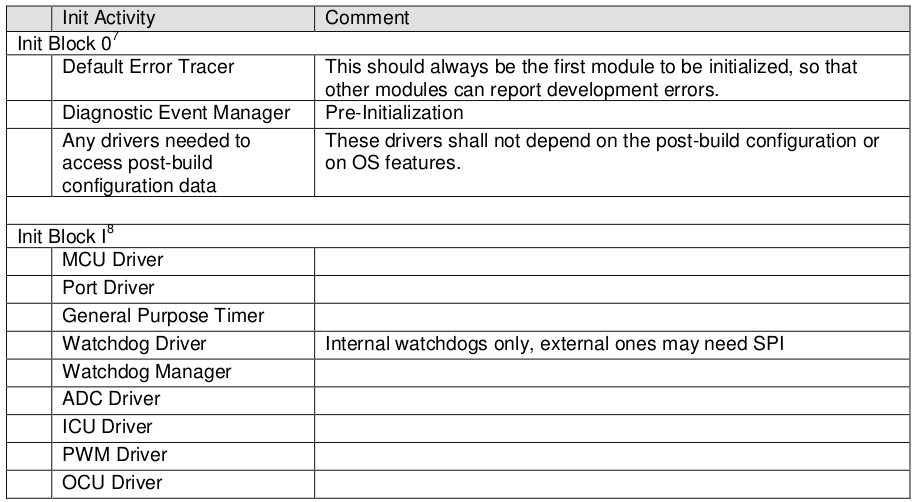 Init Activity Comment
Init Block 0⁷
Default Error Tracer This should always be the first module to be initialized, so that
other modules can report development errors.
Diagnostic Event Manager Pre-Initialization
Any drivers needed to These drivers shall not depend on the post-build configuration or
access post-build on OS features.
configuration data
Init Block I⁸
MCU Driver
Port Driver
General Purpose Timer
Watchdog Driver Internal watchdogs only, external ones may need SPI
Watchdog Manager
ADC Driver
ICU Driver
PWM Driver
OCU Driver